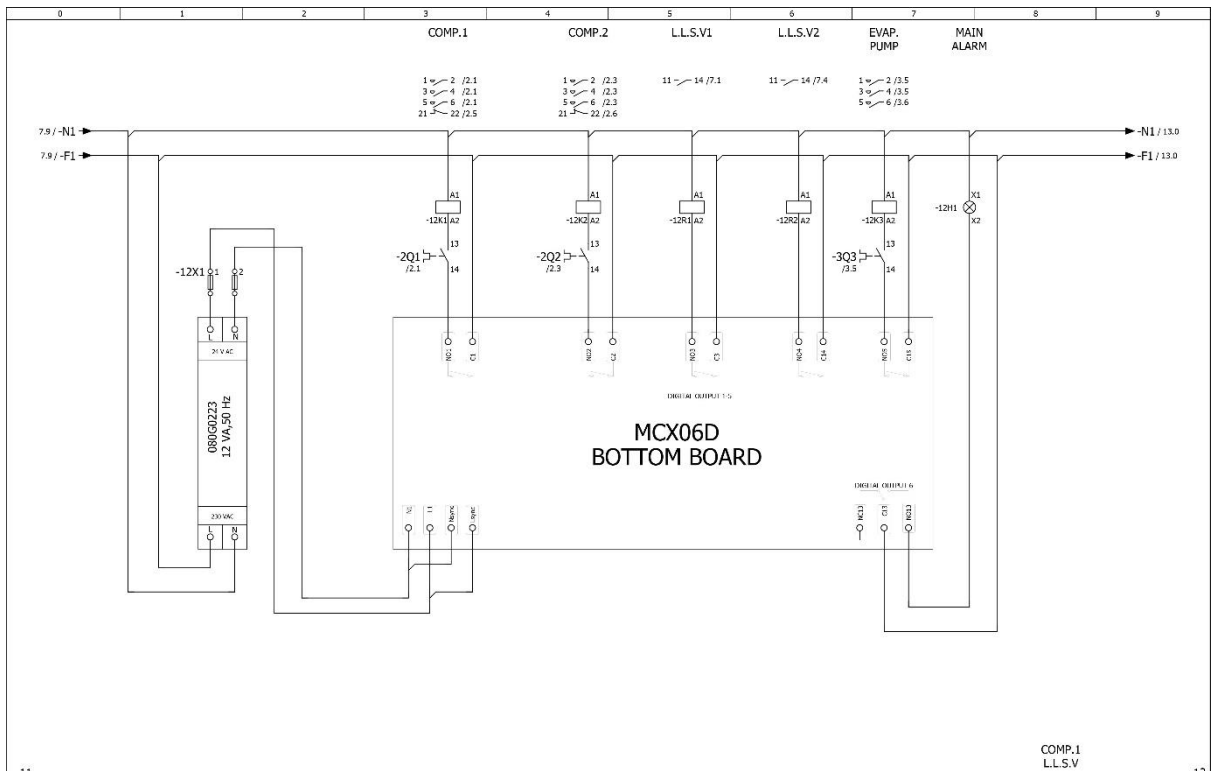 0 1 2 3 4 5 6 7 8 9
COMP.1 COMP.2 L.L.S.V1 L.L.S.V2 EVAP. MAIN
PUMP ALARM
1 2 /2.1 1 2 /2.3 11 14 /7.1 11 14 /7.4 1 2 /3.5
3 4 /2.1 3 4 /2.3 3 4 /3.5
5 6 /2.1 5 6 /2.3 5 6 /3.6
21 22 /2.5 21 22 /2.6
7.9 / -N1 -N1 / 13.0
7.9 / -F1 -F1 / 13.0
A1 A1 A1 A1 A1 X1
-12K1 A2 -12K2 A2 -12R1 A2 -12R2 A2 -12K3 A2 -12H1 X2
13 13 13
-2Q1 -2Q2 -3Q3
/2.1 14 /2.3 14 /3.5 14
-12X1 1 2
L N
24 V AC
080G0223
12 VA,50 Hz
230 VAC
L N
NO1 C1 NO2 C2 NO3 C3 NO4 C14 NO5 C15
DIGITAL OUTPUT 1-5
MCX06D
BOTTOM BOARD
DIGITAL OUTPUT 6
Nsync NC13 C13 NO13
COMP.1
L.L.S.V